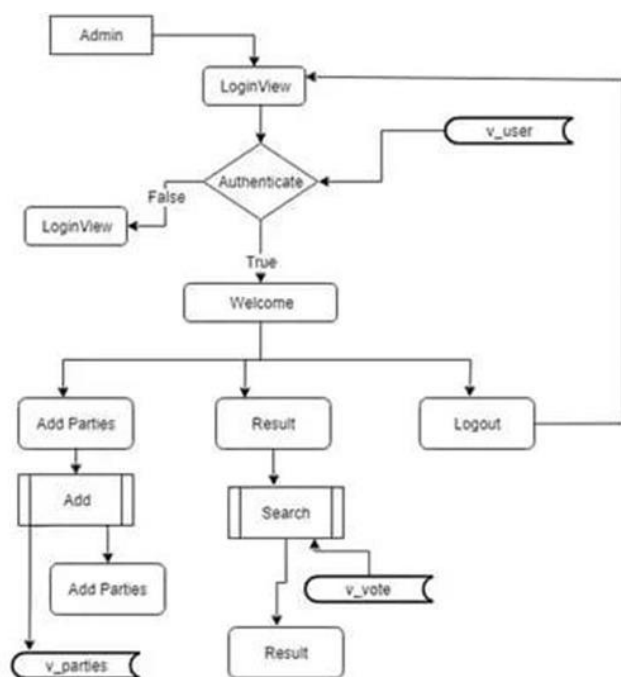 Admin
LoginView
v_user
Authenticate
False
LoginView
True
Welcome
Add Parties
Result
Logout
Add
Search
Add Parties
v_vote
v_parties
Result